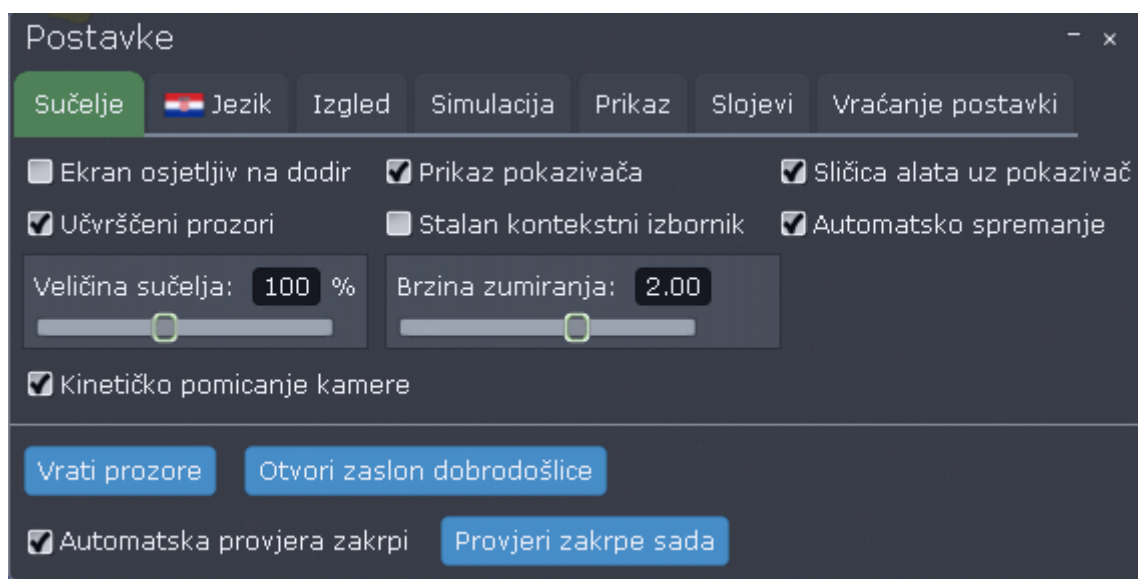 Postavke
Sučelje Jezik Izgled Simulacija Prikaz Slojevi Vraćanje postavki
Ekran osjetljiv na dodir Prikaz pokazivača Sličica alata uz pokazivač
Učvrščeni prozori Stalan kontekstni izbornik Automatsko spremanje
Veličina sučelja: 100 % Brzina zumiranja: 2.00
Kinetičko pomicanje kamere
Vrati prozore Otvori zaslon dobrodošlice
Automatska provjera zakrpi Provjeri zakrpe sada